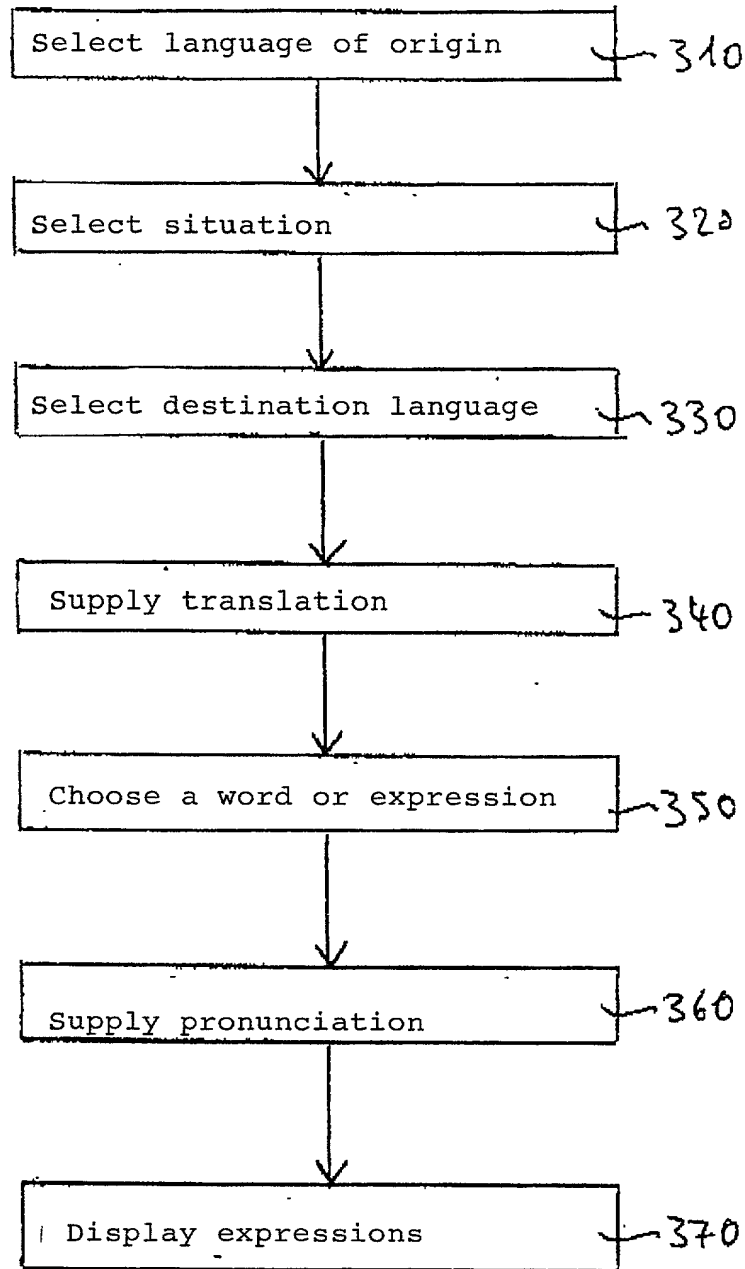 Select language of origin 310
Select situation 320
Select destination language 330
Supply translation 340
Choose a word or expression 350
Supply pronunciation 360
Display expressions 370